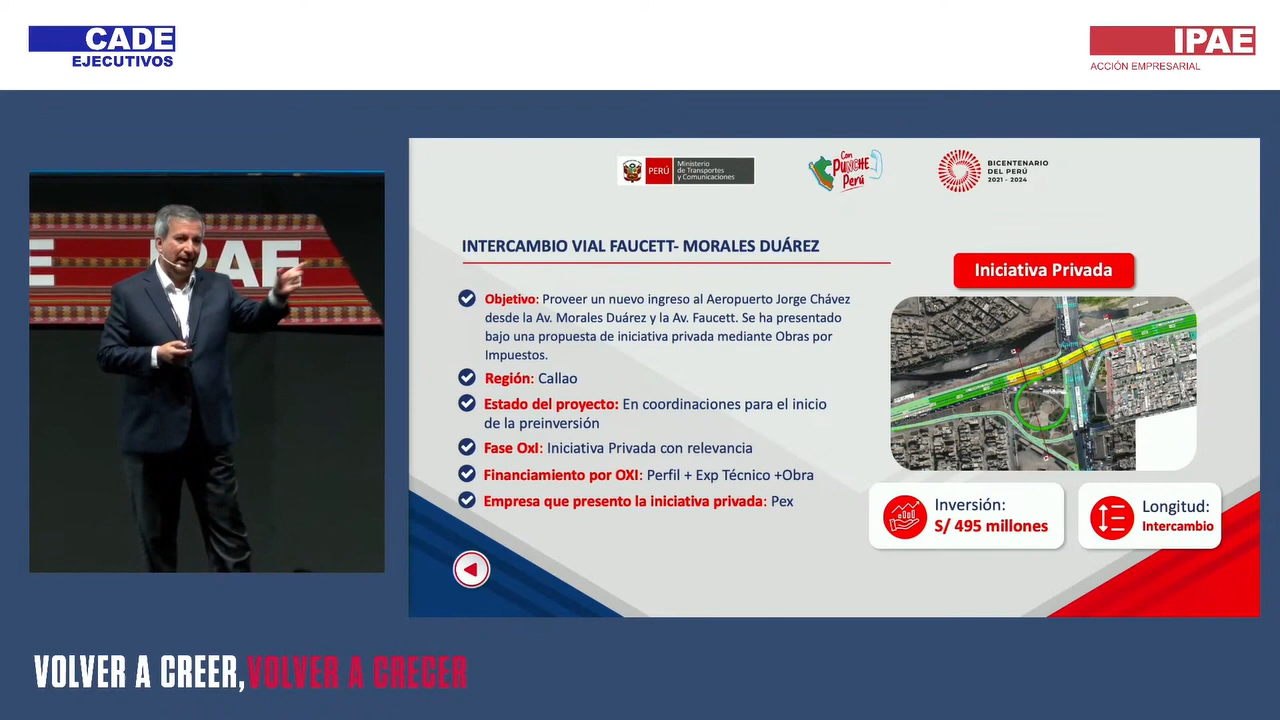 CADE
EJECUTIVOS
IPAE
ACCIÓN EMPRESARIAL
E IPAE
PERÚ
Ministerio
de Transportes
y Comunicaciones
Con
PUNCHE
Perú
BICENTENARIO
DEL PERÚ
2021 - 2024
INTERCAMBIO VIAL FAUCETT- MORALES DUÁREZ
Objetivo: Proveer un nuevo ingreso al Aeropuerto Jorge Chávez
desde la Av. Morales Duárez y la Av. Faucett. Se ha presentado
bajo una propuesta de iniciativa privada mediante Obras por
Impuestos.
Región: Callao
Estado del proyecto: En coordinaciones para el inicio
de la preinversión
Fase OxI: Iniciativa Privada con relevancia
Financiamiento por OXI: Perfil + Exp Técnico +Obra
Empresa que presento la iniciativa privada: Pex
Iniciativa Privada
Inversión:
S/ 495 millones
Longitud:
Intercambio
VOLVER A CREER, VOLVER A CRECER